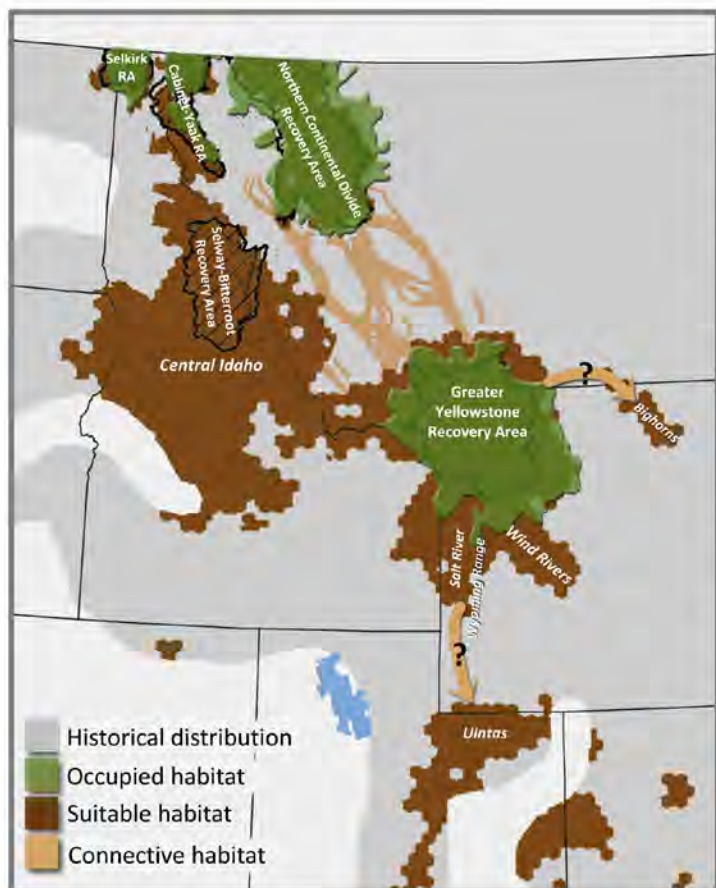 Selkirk
RA
Cabinet-Yaak RA
Northern Continental Divide
Recovery Area
Selway-Bitterroot
Recovery Area
Central Idaho
Greater
Yellowstone
Recovery Area
?
Bighorns
Salt River
Wyoming Range
Wind Rivers
?
Uintas
Historical distribution
Occupied habitat
Suitable habitat
Connective habitat